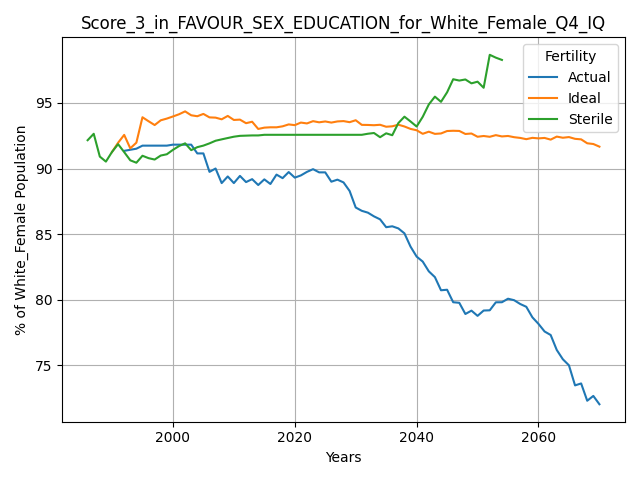 Score_3_in_FAVOUR_SEX_EDUCATION_for_White_Female_Q4_IQ
Fertility
Actual
Ideal
Sterile
% of White_Female Population
95
90
85
80
75
2000 2020 2040 2060
Years